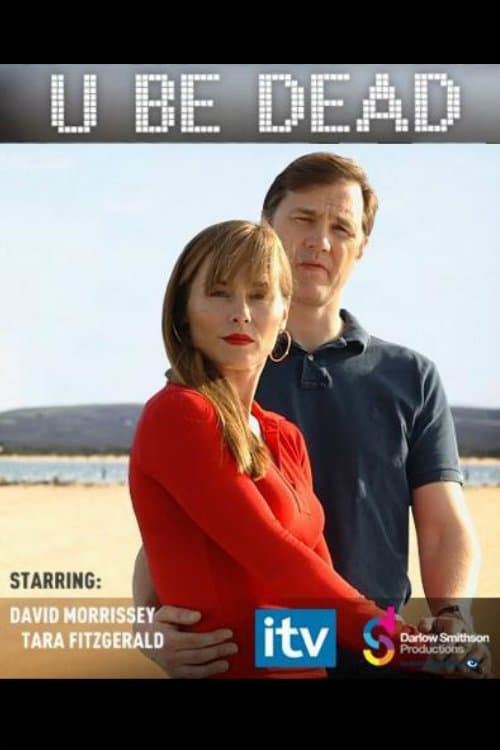 U BE DEAD
STARRING:
DAVID MORRISSEY
TARA FITZGERALD
itv
Darlow Smithson
Productions